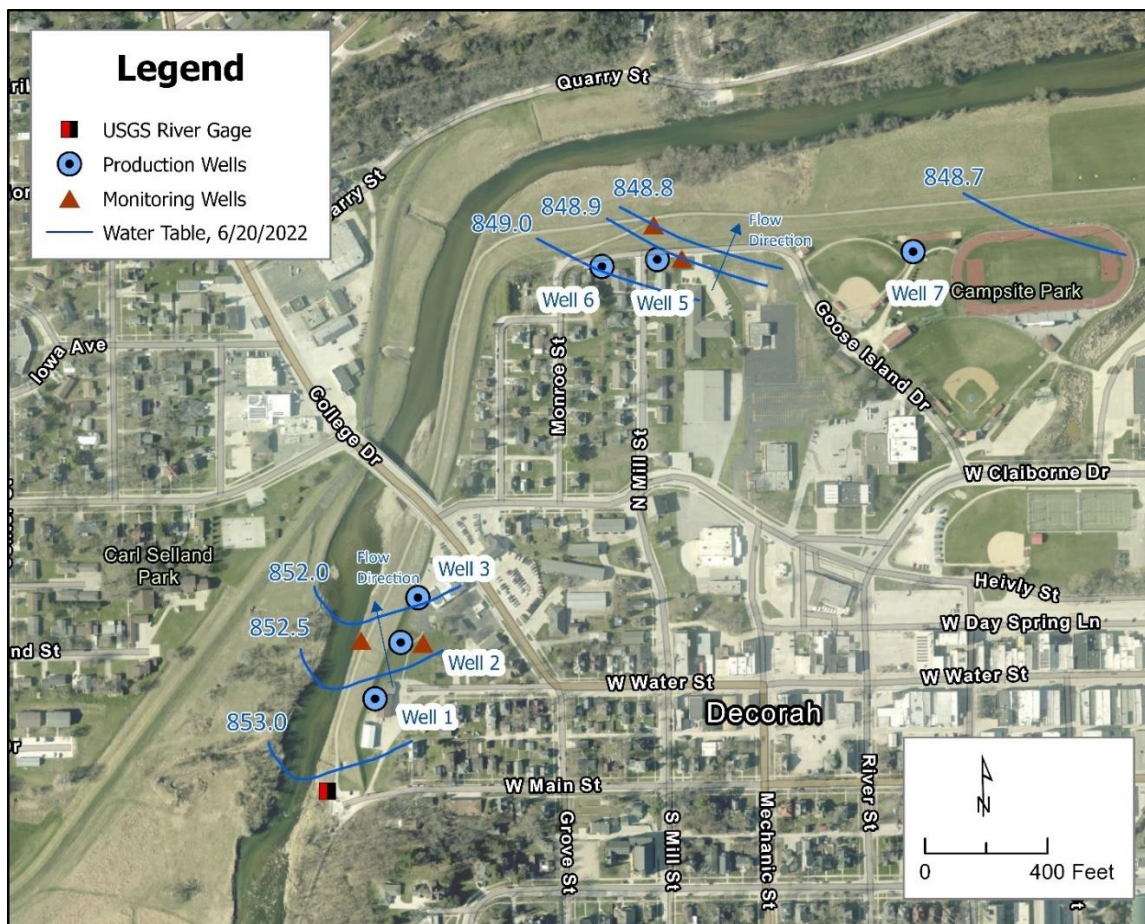 Legend
USGS River Gage
Production Wells
Monitoring Wells
Water Table, 6/20/2022
Quarry St
arry St
848.7
848.8
848.9
849.0
Flow
Direction
Well 6
Well 5
Well 7
Campsite Park
Iowa Ave
Goose Island Dr
Monroe St
College Dr
N Mill St
W Claiborne Dr
Carl Selland
Park
Flow
Direction
Well 3
852.0
Heivly St
852.5
W Day Spring Ln
nd St
Well 2
W Water St
W Water St
Well 1
Decorah
853.0
W Main St
Grove St
S Mill St
Mechanic St
River St
N
0
400 Feet